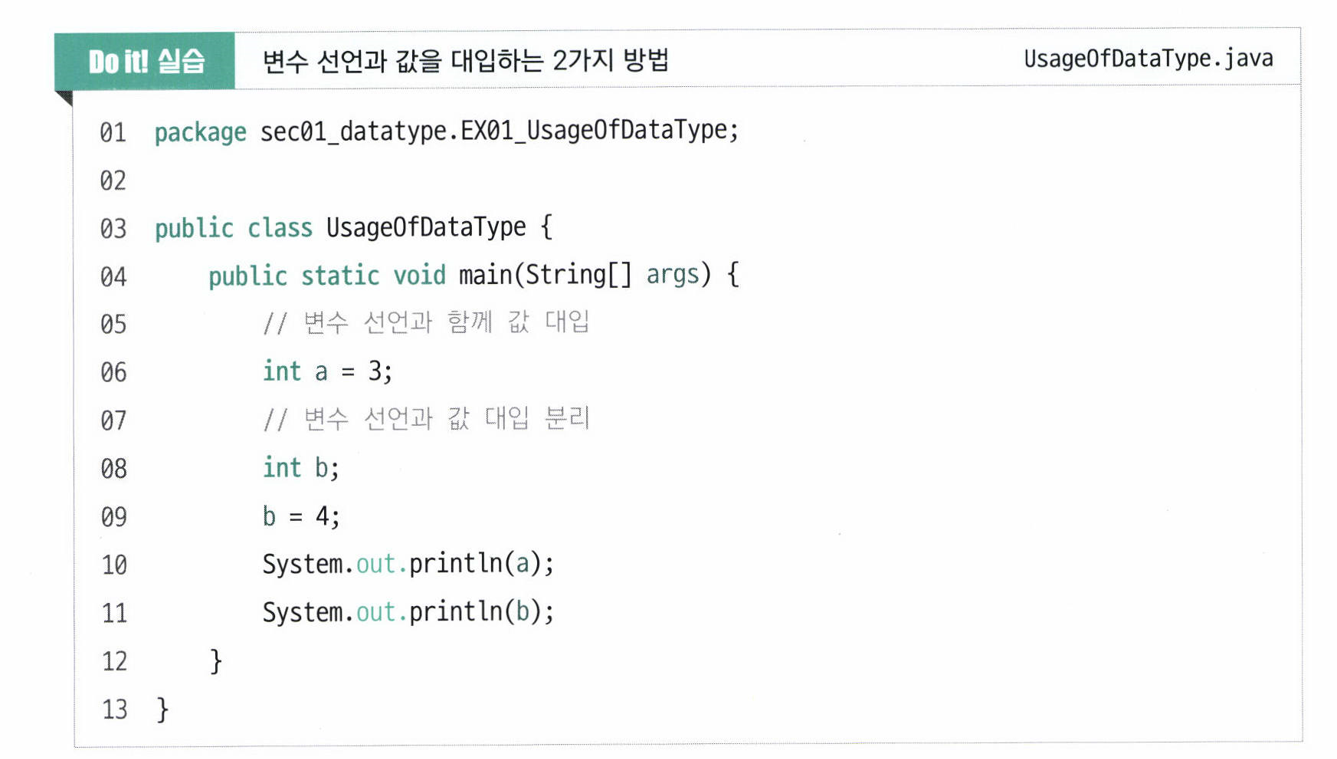 Do it! 실습 변수 선언과 값을 대입하는 2가지 방법 UsageOfDataType.java
01 package sec01_datatype.EX01_UsageOfDataType;
02
03 public class UsageOfDataType {
04 public static void main(String[] args) {
05 // 변수 선언과 함께 값 대입
06 int a = 3;
07 // 변수 선언과 값 대입 분리
08 int b;
09 b = 4;
10 System.out.println(a);
11 System.out.println(b);
12 }
13 }